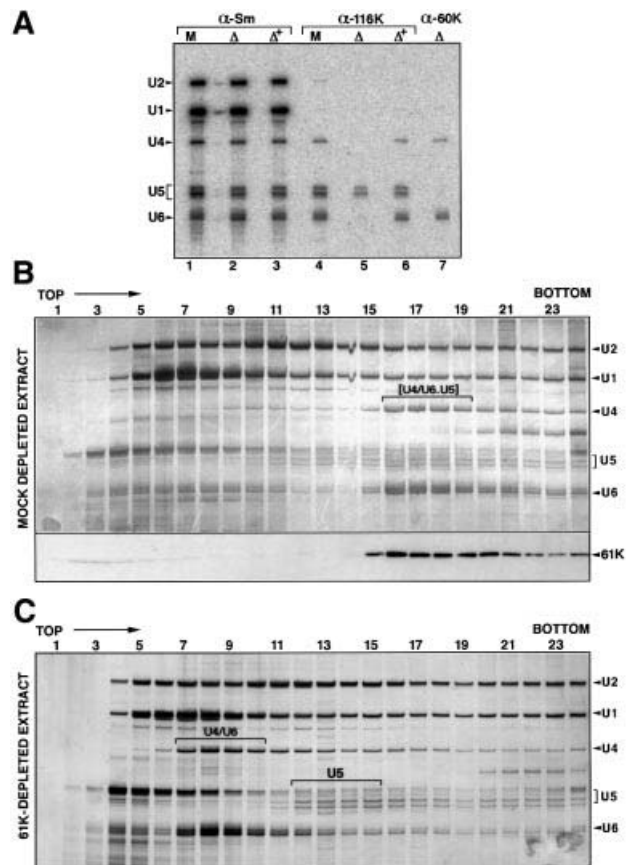 A
α-Sm α-116K α-60K
M Δ Δ+ M Δ Δ+ Δ
U2
U1
U4
U5
U6
1 2 3 4 5 6 7
B
TOP BOTTOM
1 3 5 7 9 11 13 15 17 19 21 23
MOCK DEPLETED EXTRACT
U2
U1
[U4/U6.U5]
U4
U5
U6
61K
C
TOP BOTTOM
1 3 5 7 9 11 13 15 17 19 21 23
61K-DEPLETED EXTRACT
U2
U1
U4/U6
U4
U5
U5
U6